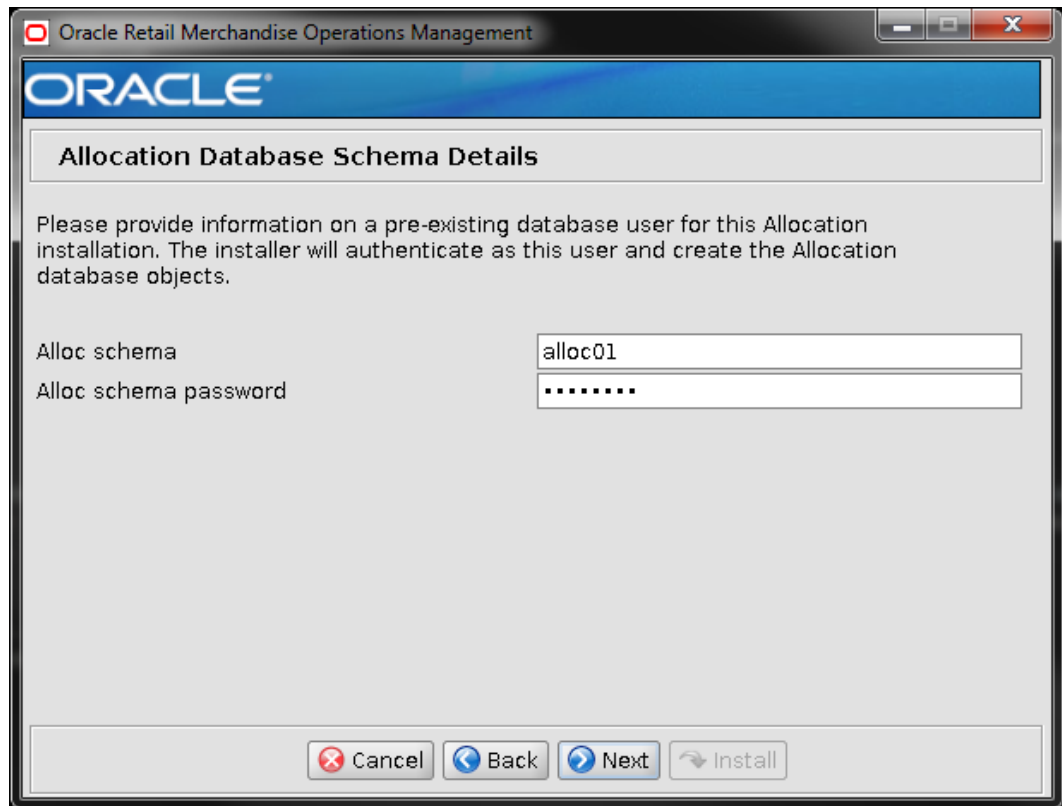 Oracle Retail Merchandise Operations Management
ORACLE®
Allocation Database Schema Details
Please provide information on a pre-existing database user for this Allocation
installation. The installer will authenticate as this user and create the Allocation
database objects.
Alloc schema
alloc01
Alloc schema password
••••••••
Cancel
Back
Next
Install